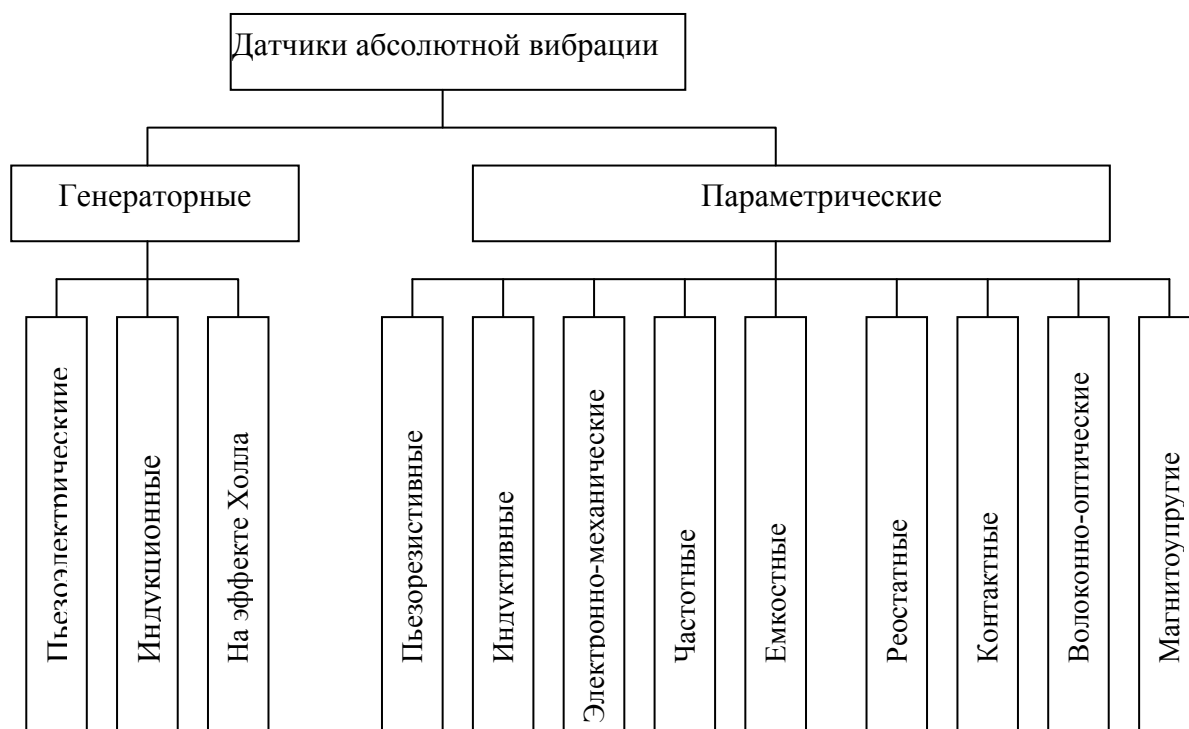 Датчики абсолютной вибрации
Генераторные
Параметрические
Пьезоэлектрическиие
Индукционные
На эффекте Холла
Пьезорезистивные
Индуктивные
Электронно-механические
Частотные
Емкостные
Реостатные
Контактные
Волоконно-оптические
Магнитоупругие